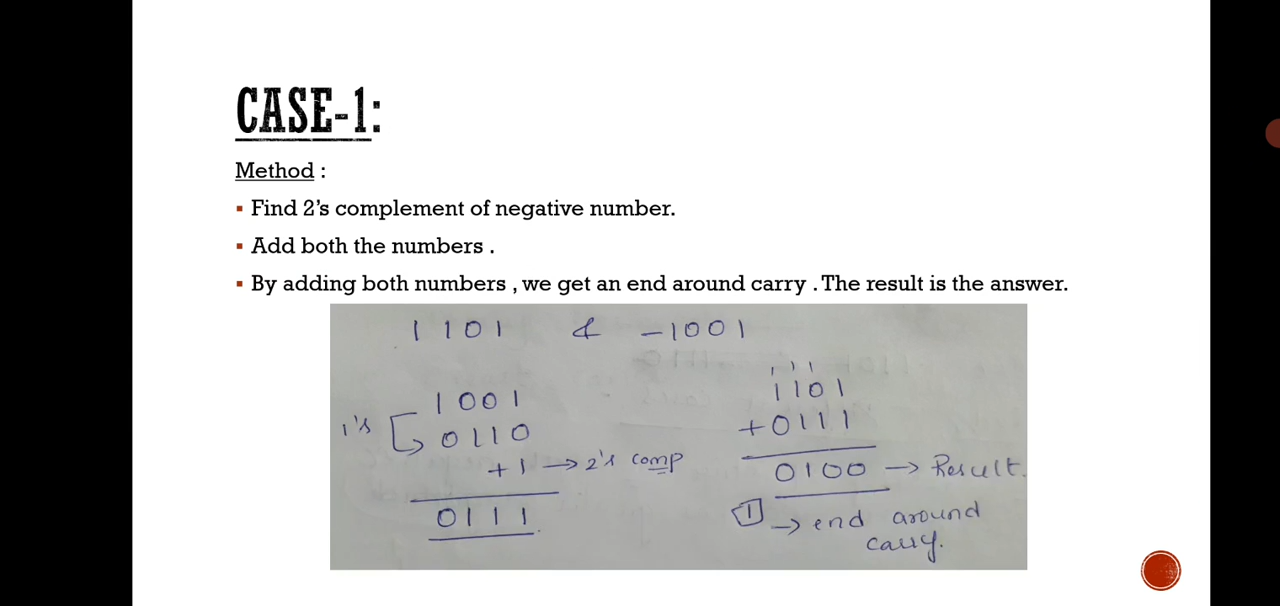 CASE-1:
Method :
▪ Find 2's complement of negative number.
▪ Add both the numbers .
▪ By adding both numbers , we get an end around carry . The result is the answer.
1101 & -1001
1001
1's 0110
+1 → 2's comp
0111
111
1101
+0111
0100 → Result.
1 → end around
carry.